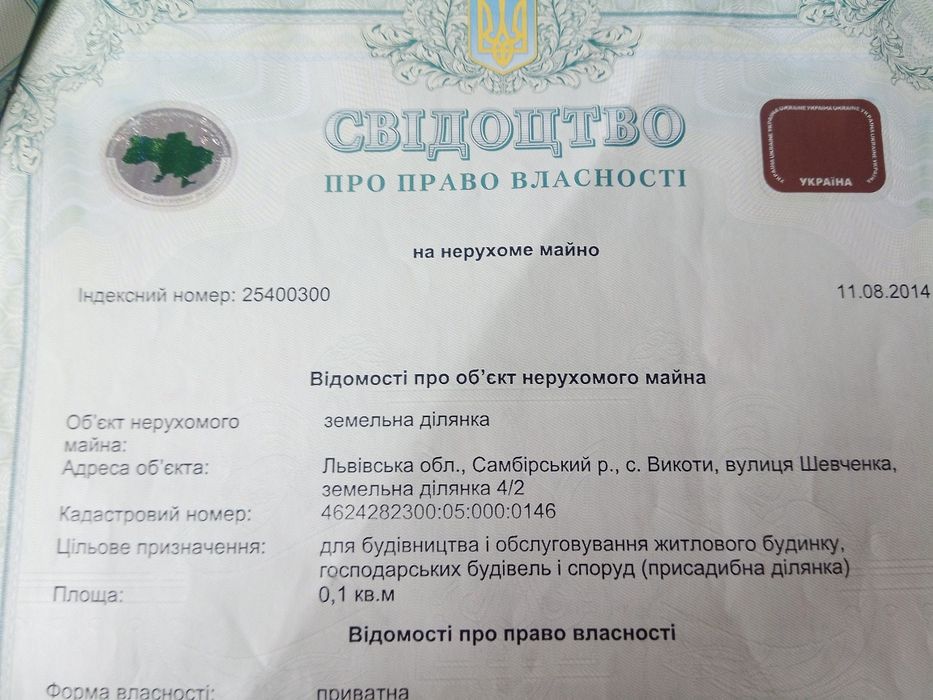 СВІДОЦТВО
ПРО ПРАВО ВЛАСНОСТІ
УКРАЇНА
на нерухоме майно
Індексний номер: 25400300
11.08.2014
Відомості про об'єкт нерухомого майна
Об'єкт нерухомого майна: земельна ділянка
Адреса об'єкта: Львівська обл., Самбірський р., с. Викоти, вулиця Шевченка,
земельна ділянка 4/2
Кадастровий номер: 4624282300:05:000:0146
Цільове призначення: для будівництва і обслуговування житлового будинку,
господарських будівель і споруд (присадибна ділянка)
Площа: 0,1 кв.м
Відомості про право власності
Форма власності: приватна